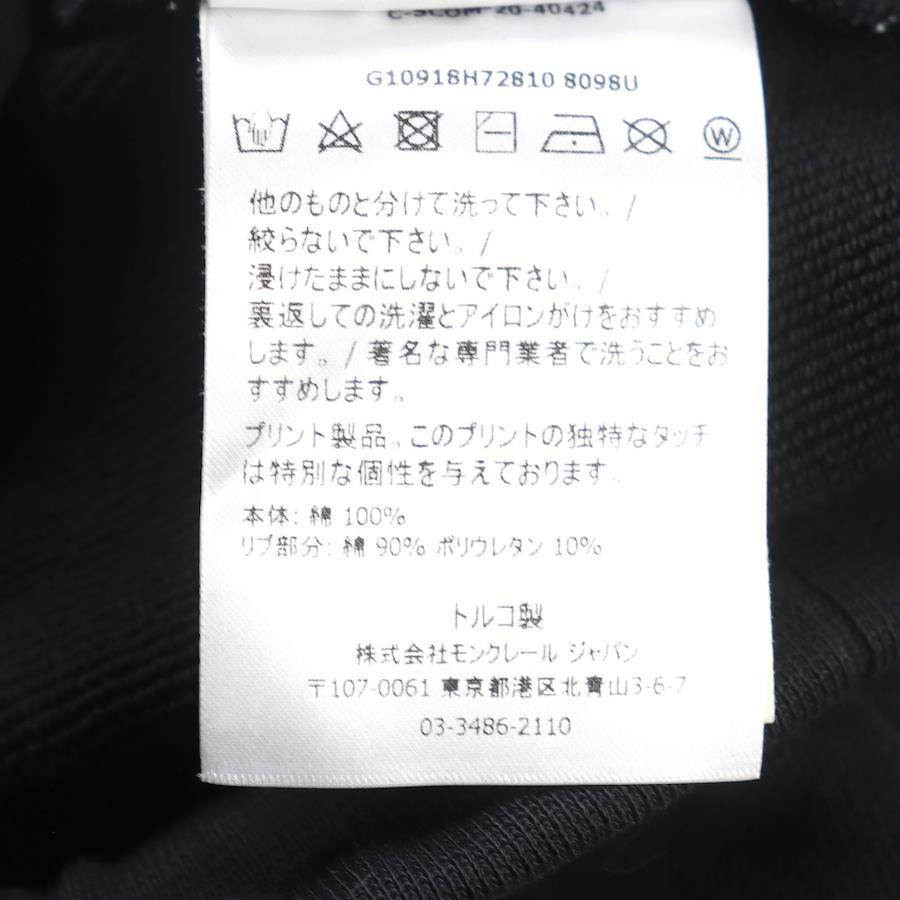 C-SCOM-20-40424
G10918H72810 8098U
W
他のものと分けて洗って下さい。/
絞らないで下さい。/
浸けたままにしないで下さい。/
裏返しての洗濯とアイロンがけをおすすめ
します。/ 著名な専門業者で洗うことをお
すすめします。
プリント製品。このプリントの独特なタッチ
は特別な個性を与えております。
本体: 綿 100%
リブ部分: 綿 90% ポリウレタン 10%
トルコ製
株式会社モンクレール ジャパン
〒107-0061 東京都港区北青山3-6-7
03-3486-2110